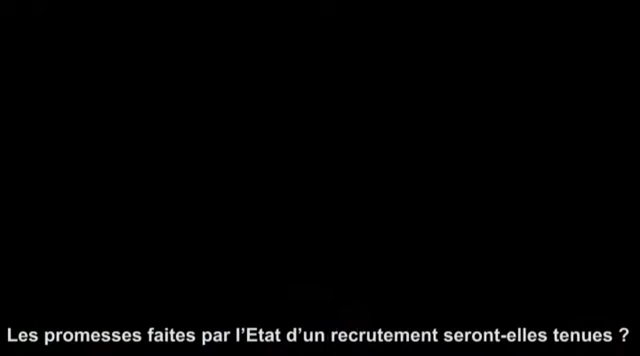 Les promesses faites par l’Etat d’un recrutement seront-elles tenues ?